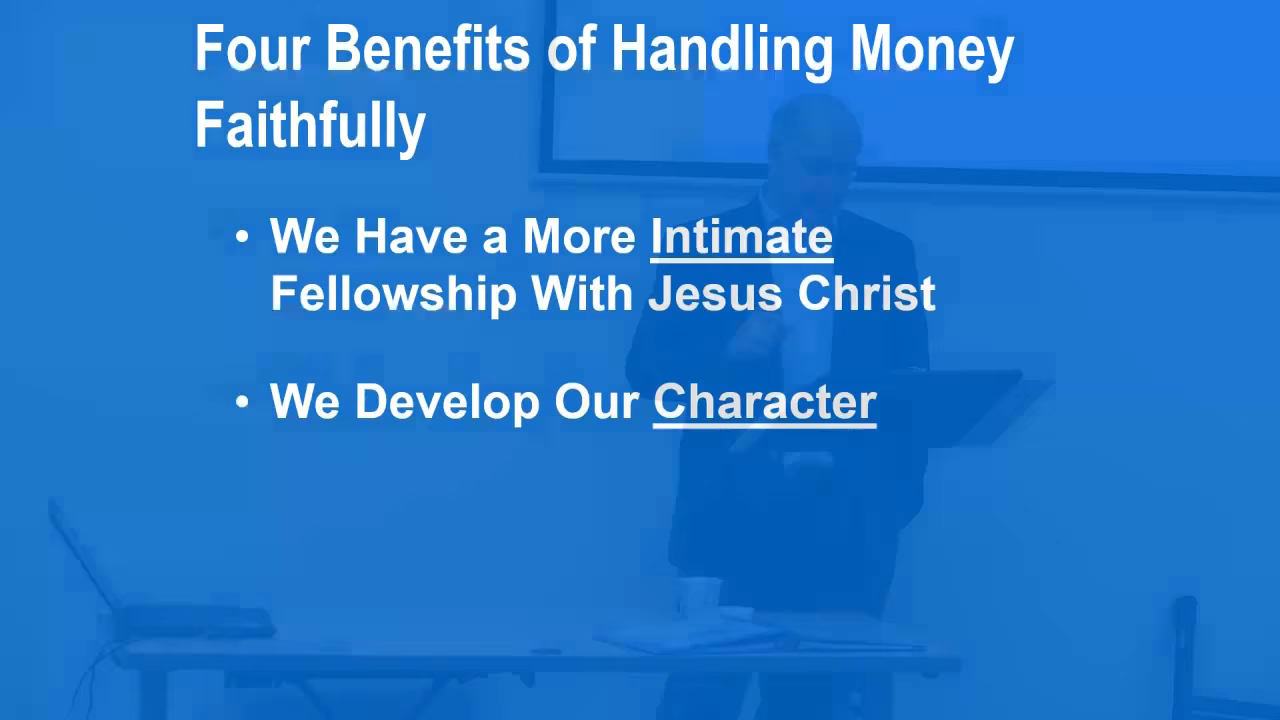 Four Benefits of Handling Money
Faithfully
• We Have a More Intimate
Fellowship With Jesus Christ
• We Develop Our Character